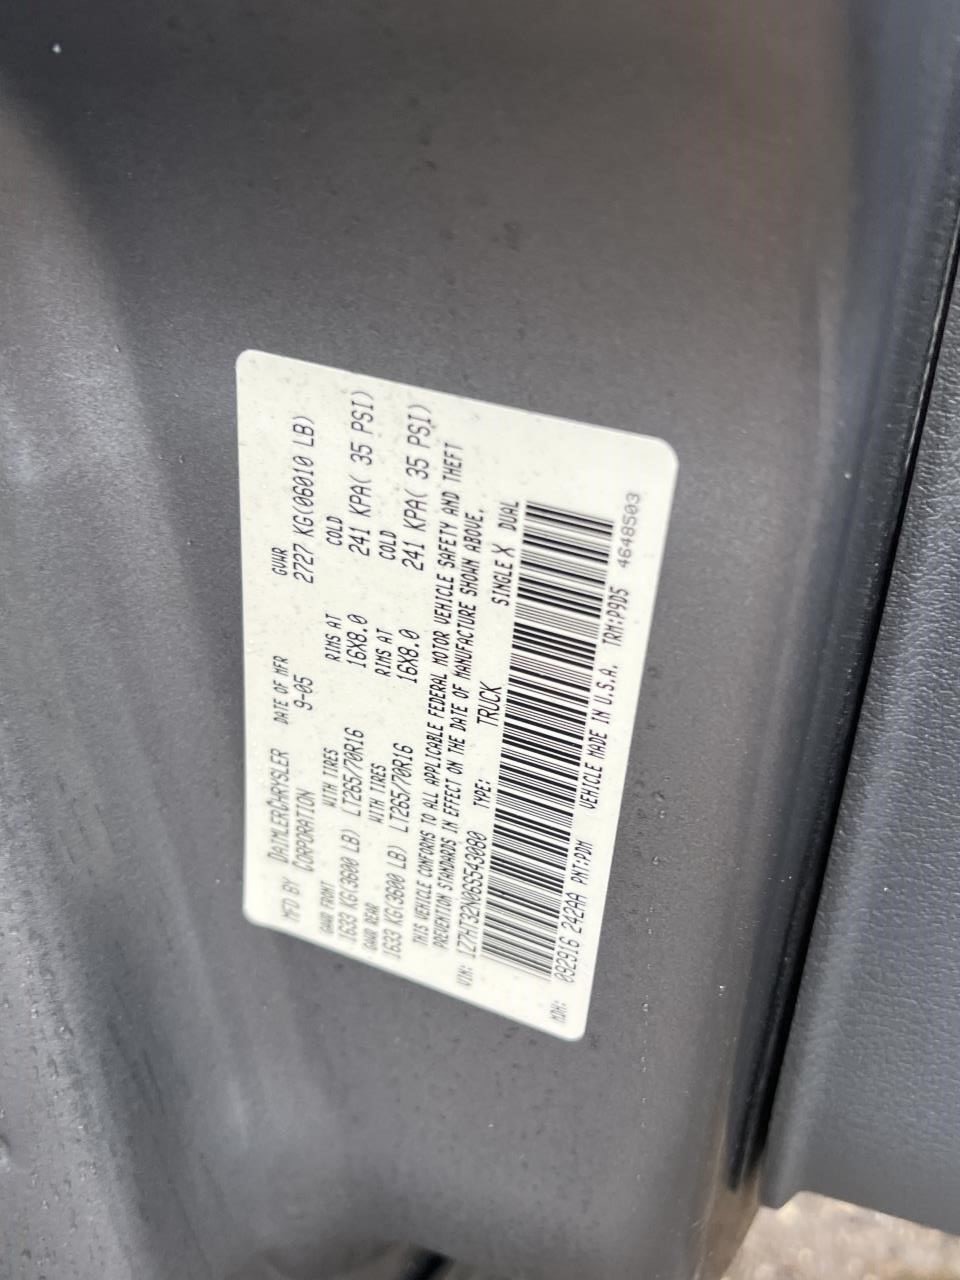 MFD BY DAIMLERCHRYSLER CORPORATION DATE OF MFR 9-05 GVWR 2727 KG(06010 LB)
GAWR FRONT WITH TIRES RIMS AT COLD
1633 KG(3600 LB) LT265/70R16 16X8.0 241 KPA( 35 PSI)
GAWR REAR WITH TIRES RIMS AT COLD
1633 KG(3600 LB) LT265/70R16 16X8.0 241 KPA( 35 PSI)
THIS VEHICLE CONFORMS TO ALL APPLICABLE FEDERAL MOTOR VEHICLE SAFETY AND THEFT
PREVENTION STANDARDS IN EFFECT ON THE DATE OF MANUFACTURE SHOWN ABOVE.
VIN: 1Z7HT32N06S543080 TYPE: TRUCK SINGLE X DUAL
MDH: 092916 242AA PNT:PDM VEHICLE MADE IN U.S.A. TRM:P9D5 4648503